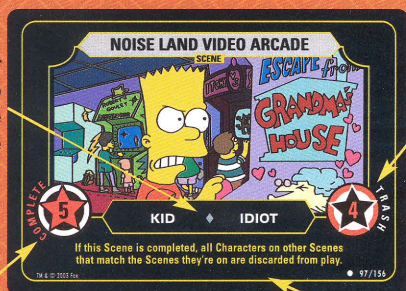 NOISE LAND VIDEO ARCADE
SCENE
ESCAPE from
GRANDMA'S
HOUSE
COMPLETE
5
KID ♦ IDIOT
4
TRASH
If this Scene is completed, all Characters on other Scenes
that match the Scenes they're on are discarded from play.
TM & © 2003 Fox
97/156